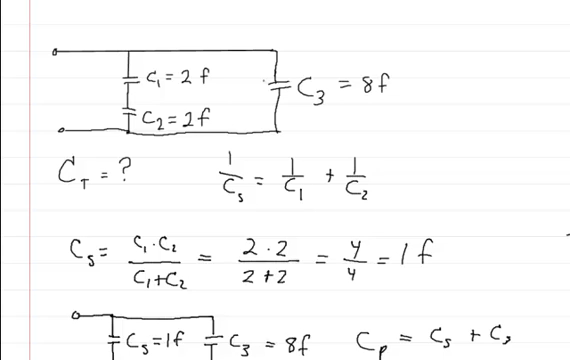 C₁ = 2 f
C₃ = 8f
C₂ = 2f
C_T = ? 1/C_s = 1/C₁ + 1/C₂
C_s = C₁·C₂/C₁+C₂ = 2·2/2+2 = 4/4 = 1 f
C_s = 1f C₃ = 8f C_p = C_s + C₃